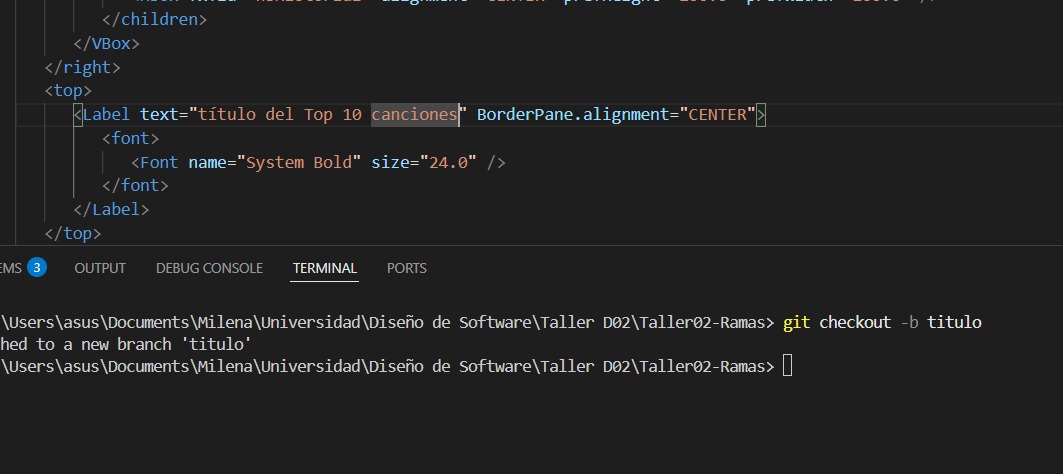 </children>
</VBox>
</right>
<top>
<Label text="título del Top 10 canciones" BorderPane.alignment="CENTER">
<font>
<Font name="System Bold" size="24.0" />
</font>
</Label>
</top>
EMS 3 OUTPUT DEBUG CONSOLE TERMINAL PORTS
\Users\asus\Documents\Milena\Universidad\Diseño de Software\Taller D02\Taller02-Ramas> git checkout -b titulo
hed to a new branch 'titulo'
\Users\asus\Documents\Milena\Universidad\Diseño de Software\Taller D02\Taller02-Ramas>